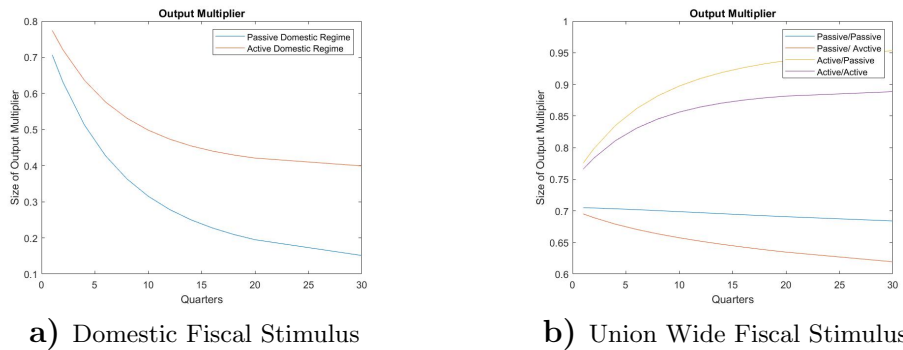 Output Multiplier
Passive Domestic Regime
Active Domestic Regime
Size of Output Multiplier
0.8
0.7
0.6
0.5
0.4
0.3
0.2
0.1
0 5 10 15 20 25 30
Quarters
a) Domestic Fiscal Stimulus
Output Multiplier
Passive/Passive
Passive/ Avctive
Active/Passive
Active/Active
Size of Output Multiplier
1
0.95
0.9
0.85
0.8
0.75
0.7
0.65
0.6
0 5 10 15 20 25 30
Quarters
b) Union Wide Fiscal Stimulus